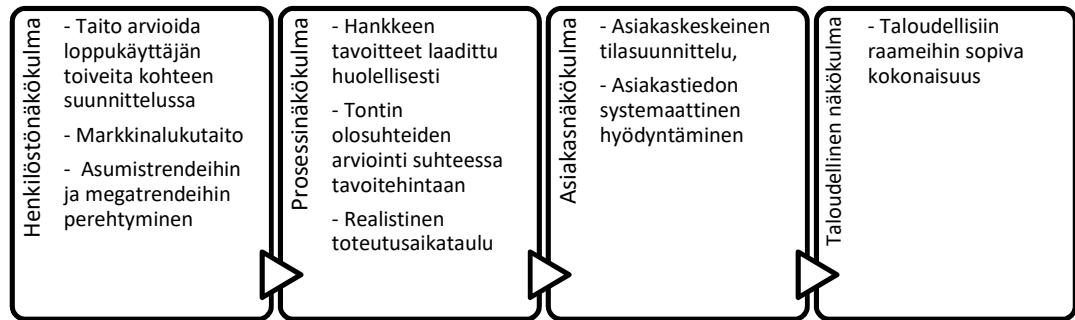 Henkilöstönäkökulma
- Taito arvioida
loppukäyttäjän
toiveita kohteen
suunnittelussa
- Markkinalukutaito
- Asumistrendeihin
ja megatrendeihin
perehtyminen
Prosessinäkökulma
- Hankkeen
tavoitteet laadittu
huolellisesti
- Tontin
olosuhteiden
arviointi suhteessa
tavoitehintaan
- Realistinen
toteutusaikataulu
Asiakasnäkökulma
- Asiakaskeskeinen
tilasuunnittelu,
- Asiakastiedon
systemaattinen
hyödyntäminen
Taloudellinen näkökulma
- Taloudellisiin
raameihin sopiva
kokonaisuus